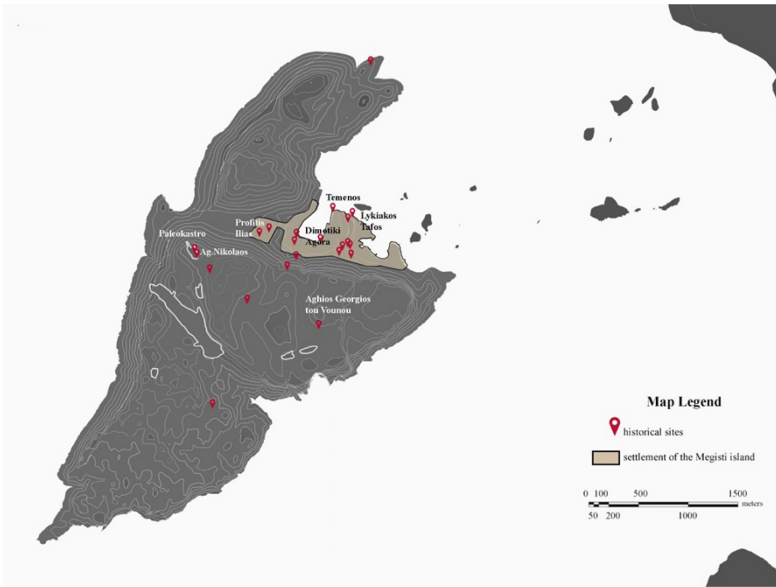 Temenos
Lykiakos
Tafos
Profitis
Ilias
Dimotiki
Agora
Paleokastro
Ag.Nikolaos
Aghios Georgios
tou Vounou
Map Legend
historical sites
settlement of the Megisti island
0 100 500 1500
meters
50 200 1000